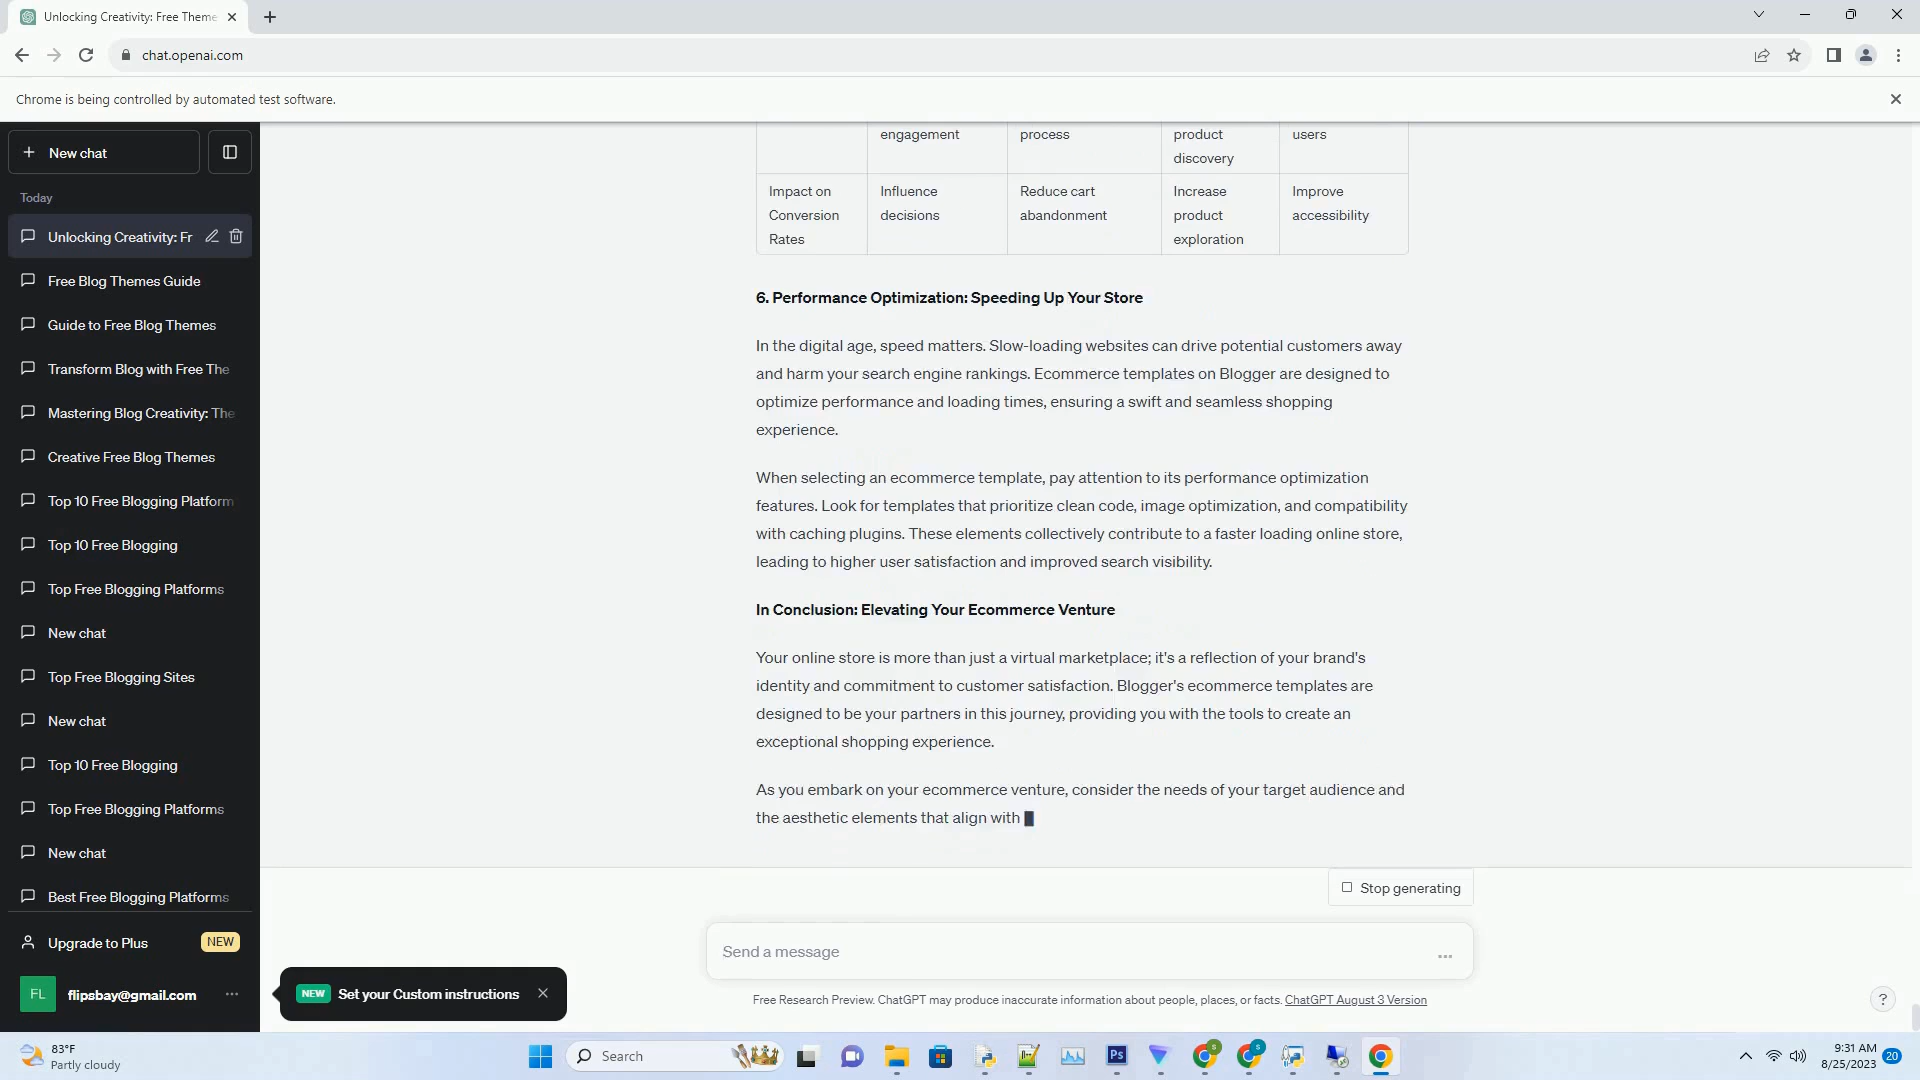 Unlocking Creativity: Free Theme
chat.openai.com
Chrome is being controlled by automated test software.
New chat
Today
Unlocking Creativity: Fr
Free Blog Themes Guide
Guide to Free Blog Themes
Transform Blog with Free The
Mastering Blog Creativity: The
Creative Free Blog Themes
Top 10 Free Blogging Platform
Top 10 Free Blogging
Top Free Blogging Platforms
New chat
Top Free Blogging Sites
New chat
Top 10 Free Blogging
Top Free Blogging Platforms
New chat
Best Free Blogging Platforms
Upgrade to Plus NEW
FL flipsbay@gmail.com
engagement process product discovery users
Impact on Conversion Rates Influence decisions Reduce cart abandonment Increase product exploration Improve accessibility
6. Performance Optimization: Speeding Up Your Store
In the digital age, speed matters. Slow-loading websites can drive potential customers away
and harm your search engine rankings. Ecommerce templates on Blogger are designed to
optimize performance and loading times, ensuring a swift and seamless shopping
experience.
When selecting an ecommerce template, pay attention to its performance optimization
features. Look for templates that prioritize clean code, image optimization, and compatibility
with caching plugins. These elements collectively contribute to a faster loading online store,
leading to higher user satisfaction and improved search visibility.
In Conclusion: Elevating Your Ecommerce Venture
Your online store is more than just a virtual marketplace; it's a reflection of your brand's
identity and commitment to customer satisfaction. Blogger's ecommerce templates are
designed to be your partners in this journey, providing you with the tools to create an
exceptional shopping experience.
As you embark on your ecommerce venture, consider the needs of your target audience and
the aesthetic elements that align with
Stop generating
Send a message
NEW Set your Custom instructions
Free Research Preview. ChatGPT may produce inaccurate information about people, places, or facts. ChatGPT August 3 Version
?
83°F
Partly cloudy
Search
Ps
S
S
9:31 AM
8/25/2023
20